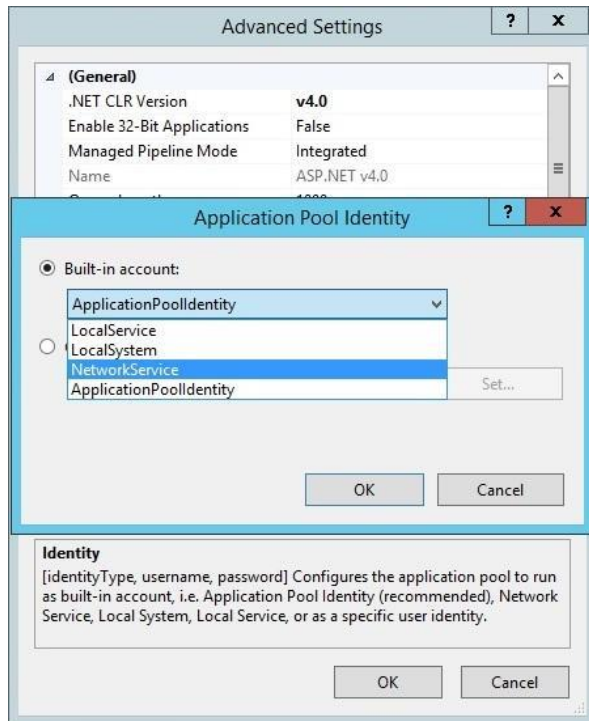 Advanced Settings
? x
(General)
.NET CLR Version v4.0
Enable 32-Bit Applications False
Managed Pipeline Mode Integrated
Name ASP.NET v4.0
Application Pool Identity
? x
Built-in account:
ApplicationPoolIdentity
LocalService
LocalSystem
NetworkService
ApplicationPoolIdentity
Set...
OK Cancel
Identity
[identityType, username, password] Configures the application pool to run
as built-in account, i.e. Application Pool Identity (recommended), Network
Service, Local System, Local Service, or as a specific user identity.
OK Cancel